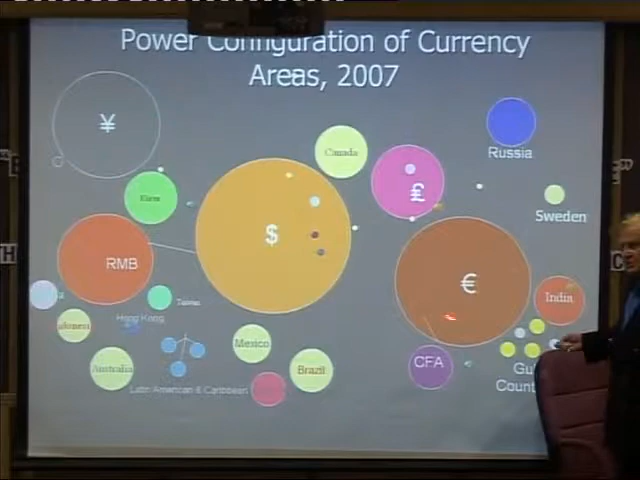 Power Configuration of Currency
Areas, 2007
¥
Canada
Russia
£
Korea
Sweden
$
RMB
€
India
Taiwan
Hong Kong
Mexico
CFA
Australia
Brazil
Latin American & Caribbean